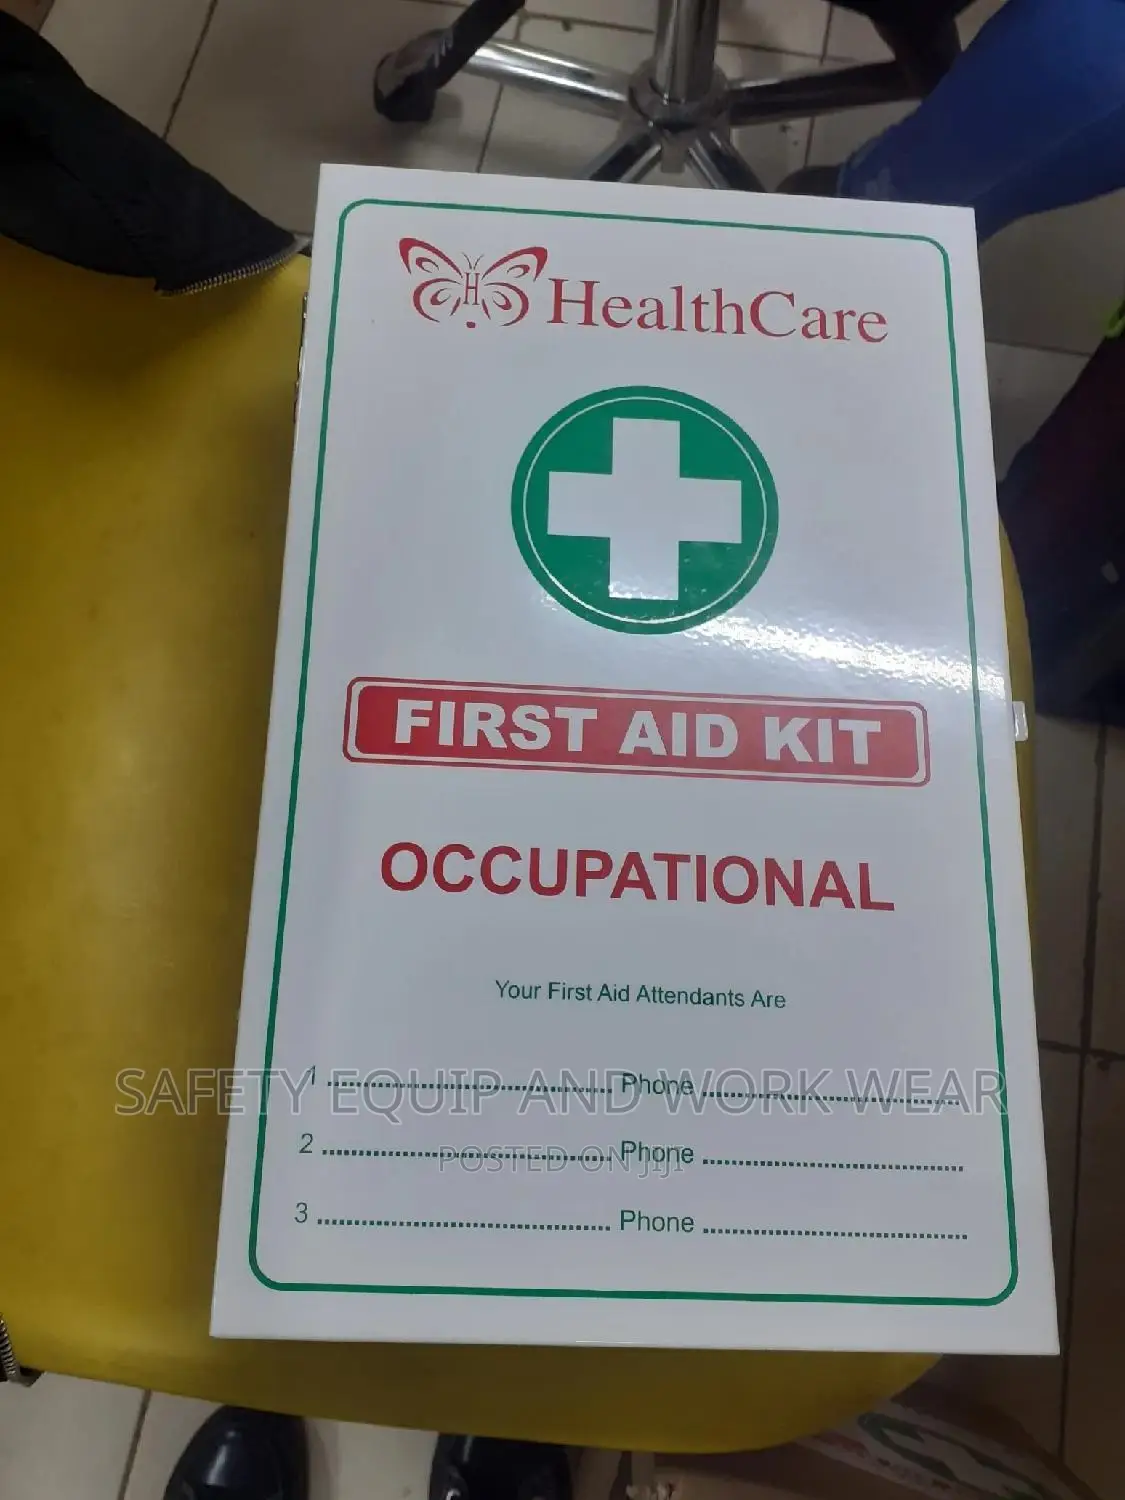 H HealthCare
FIRST AID KIT
OCCUPATIONAL
Your First Aid Attendants Are
1 ........................................ Phone ........................................
SAFETY EQUIP AND WORK WEAR
2 ........................................ Phone ........................................
POSTED ON JIJI
3 ........................................ Phone ........................................